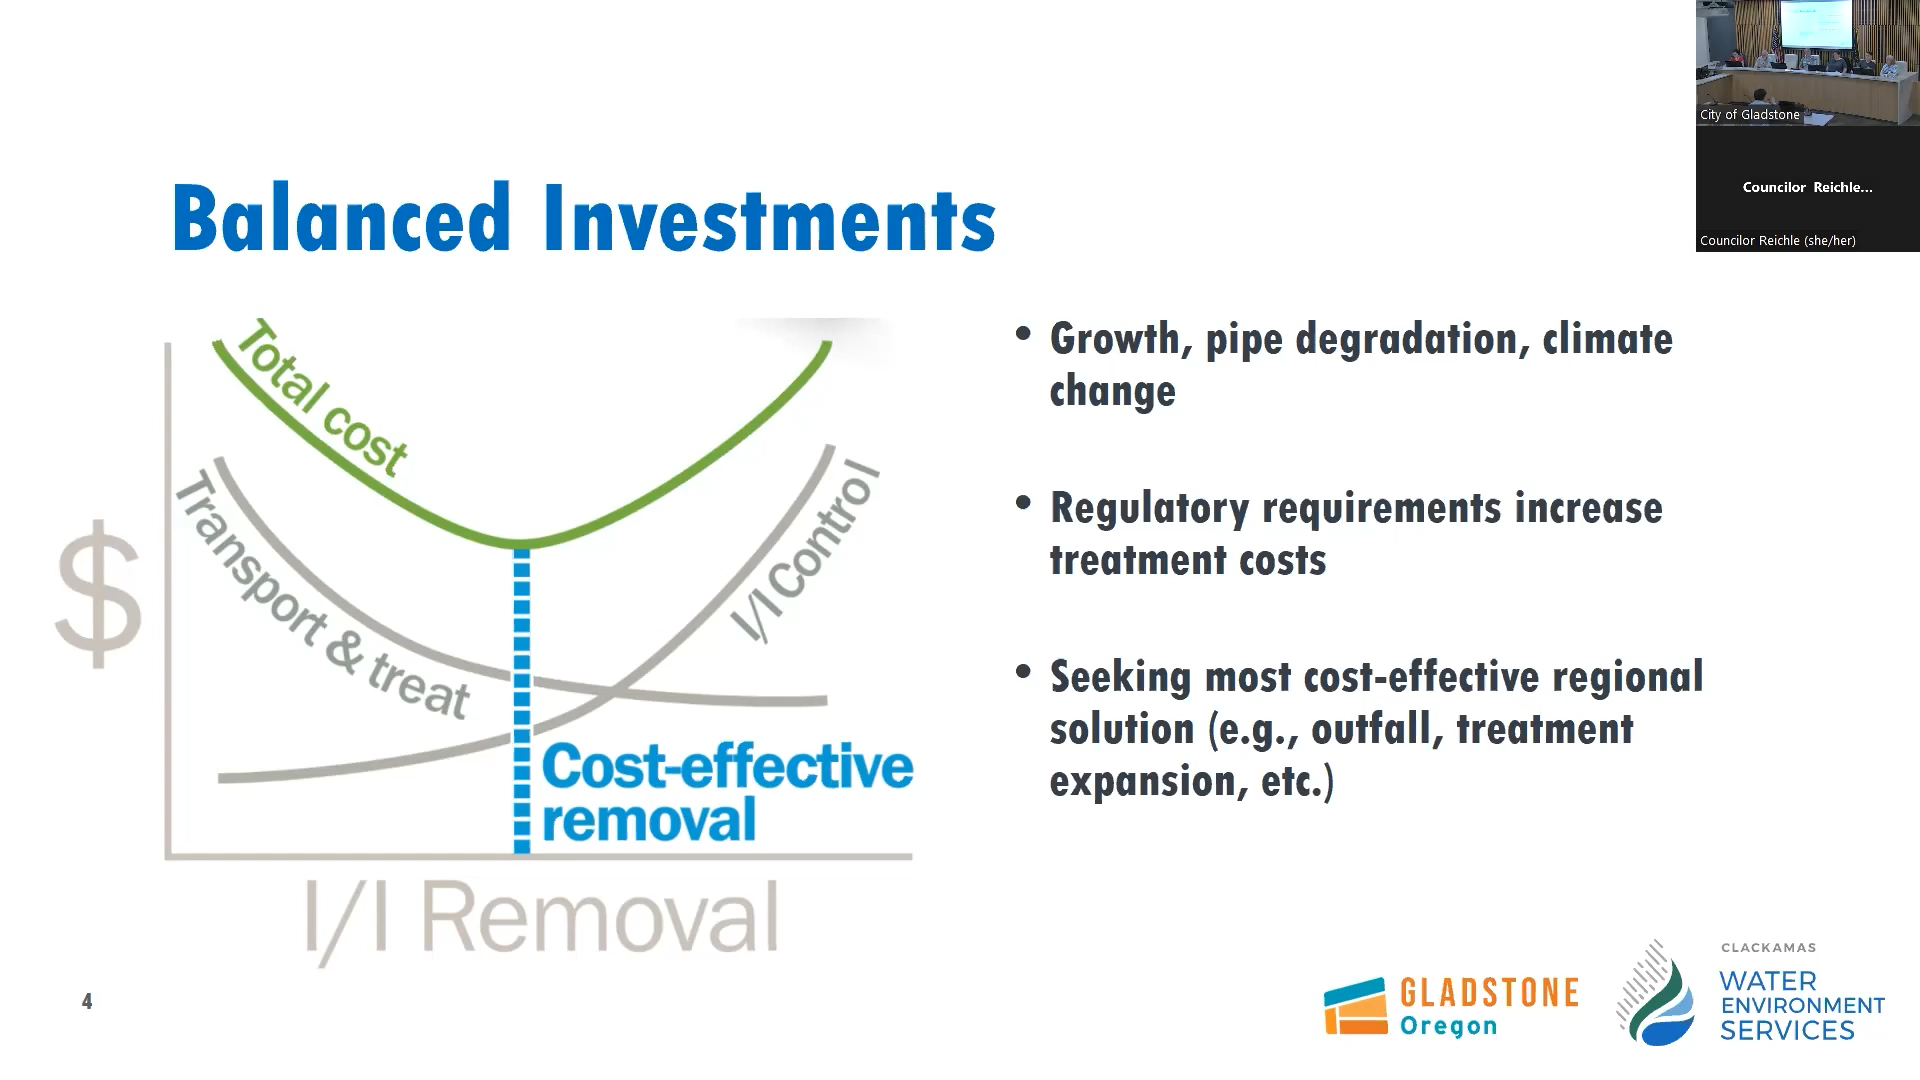 City of Gladstone
Councilor Reichle...
Councilor Reichle (she/her)
Balanced Investments
Total cost
Transport & treat
I/I Control
$
Cost-effective
removal
I/I Removal
• Growth, pipe degradation, climate
change
• Regulatory requirements increase
treatment costs
• Seeking most cost-effective regional
solution (e.g., outfall, treatment
expansion, etc.)
4
GLADSTONE
Oregon
CLACKAMAS
WATER
ENVIRONMENT
SERVICES